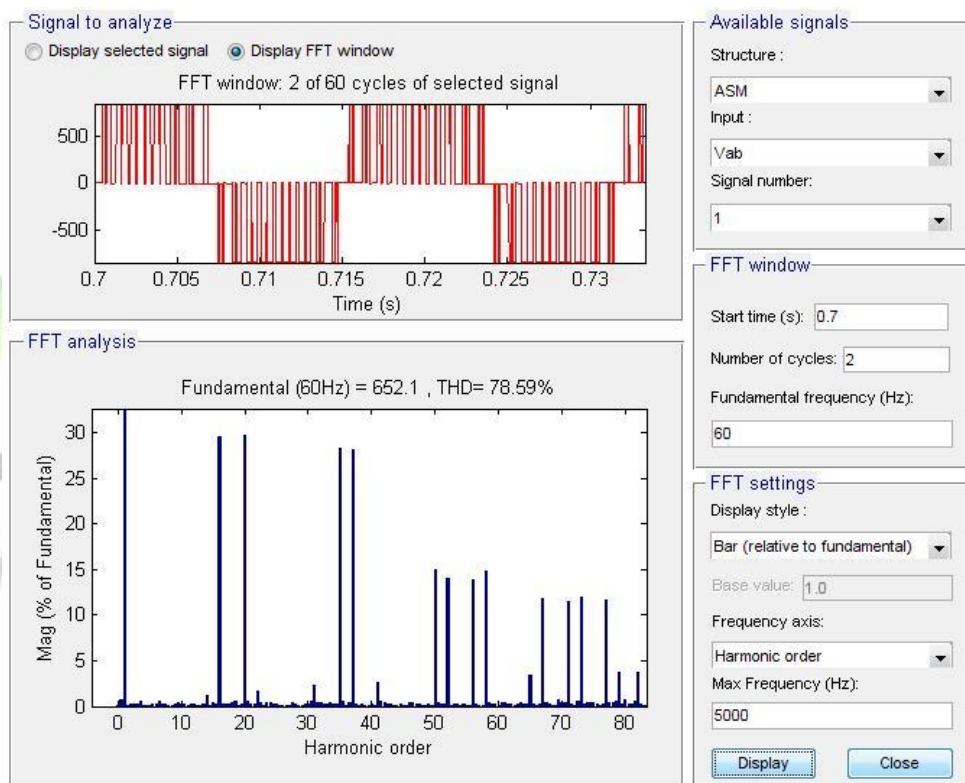 Signal to analyze
Display selected signal Display FFT window
FFT window: 2 of 60 cycles of selected signal
500
0
-500
0.7 0.705 0.71 0.715 0.72 0.725 0.73
Time (s)
FFT analysis
Fundamental (60Hz) = 652.1 , THD= 78.59%
Mag (% of Fundamental)
30
25
20
15
10
5
0
0 10 20 30 40 50 60 70 80
Harmonic order
Available signals
Structure :
ASM
Input :
Vab
Signal number:
1
FFT window
Start time (s): 0.7
Number of cycles: 2
Fundamental frequency (Hz):
60
FFT settings
Display style :
Bar (relative to fundamental)
Base value: 1.0
Frequency axis:
Harmonic order
Max Frequency (Hz):
5000
Display Close